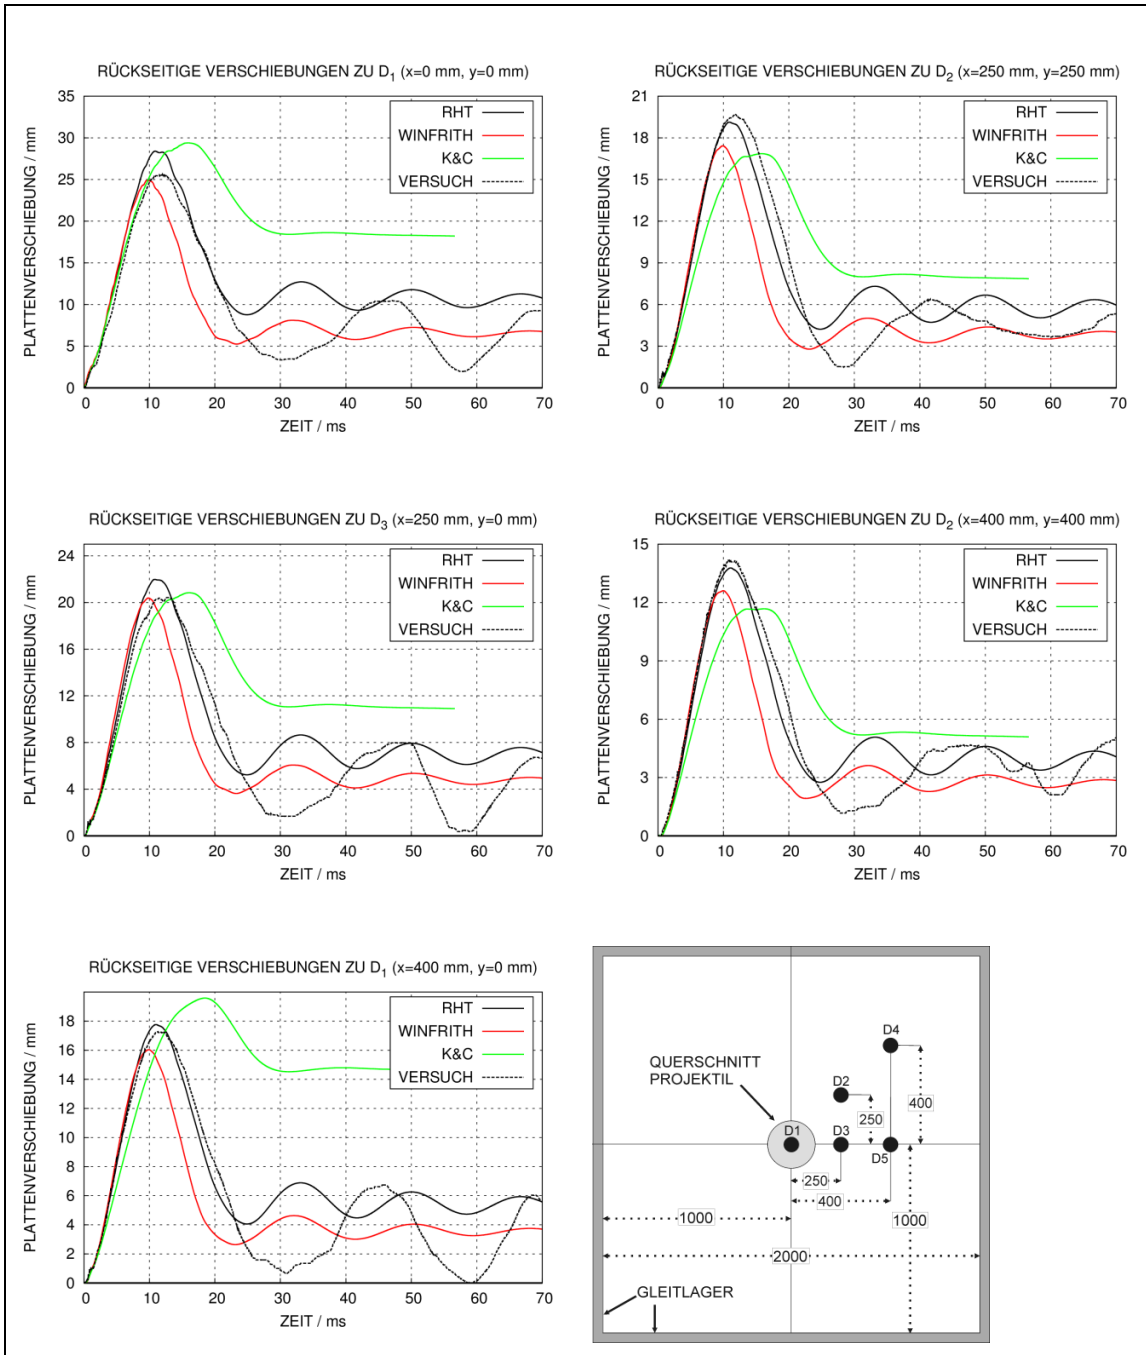 RÜCKSEITIGE VERSCHIEBUNGEN ZU D1 (x=0 mm, y=0 mm)
PLATTENVERSCHIEBUNG / mm
35
30
25
20
15
10
5
0
RHT
WINFRITH
K&C
VERSUCH
0 10 20 30 40 50 60 70
ZEIT / ms
RÜCKSEITIGE VERSCHIEBUNGEN ZU D2 (x=250 mm, y=250 mm)
PLATTENVERSCHIEBUNG / mm
21
18
15
12
9
6
3
0
RHT
WINFRITH
K&C
VERSUCH
0 10 20 30 40 50 60 70
ZEIT / ms
RÜCKSEITIGE VERSCHIEBUNGEN ZU D3 (x=250 mm, y=0 mm)
PLATTENVERSCHIEBUNG / mm
24
20
16
12
8
4
0
RHT
WINFRITH
K&C
VERSUCH
0 10 20 30 40 50 60 70
ZEIT / ms
RÜCKSEITIGE VERSCHIEBUNGEN ZU D2 (x=400 mm, y=400 mm)
PLATTENVERSCHIEBUNG / mm
15
12
9
6
3
0
RHT
WINFRITH
K&C
VERSUCH
0 10 20 30 40 50 60 70
ZEIT / ms
RÜCKSEITIGE VERSCHIEBUNGEN ZU D1 (x=400 mm, y=0 mm)
PLATTENVERSCHIEBUNG / mm
18
16
14
12
10
8
6
4
2
0
RHT
WINFRITH
K&C
VERSUCH
0 10 20 30 40 50 60 70
ZEIT / ms
D4
QUERSCHNITT
PROJEKTIL
D2
400
250
D1
D3
D5
250
400
1000
1000
2000
GLEITLAGER